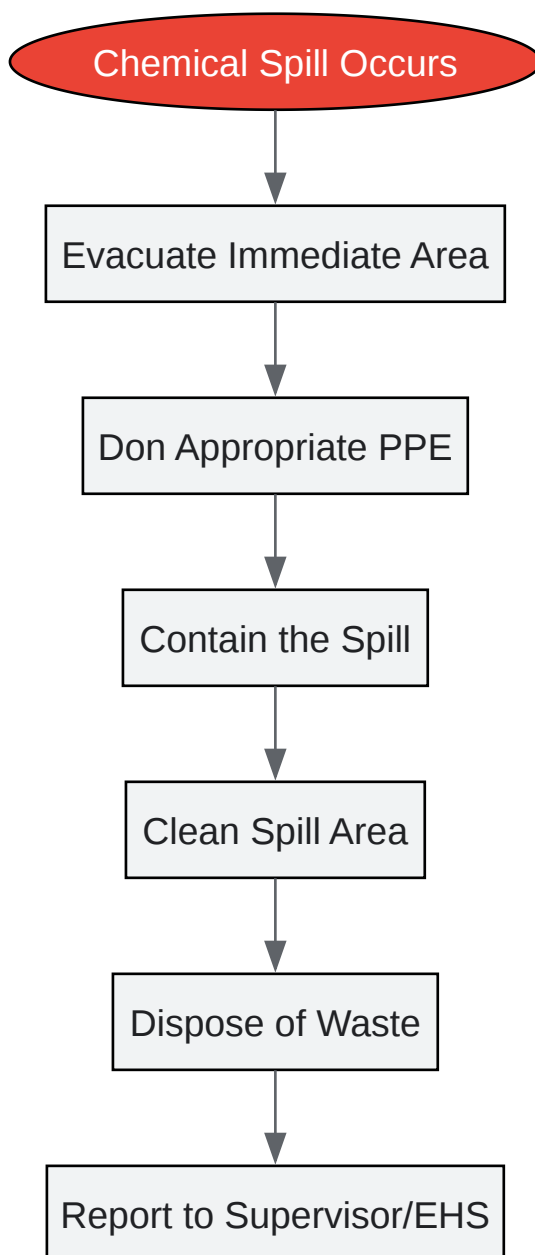 Chemical Spill Occurs
Evacuate Immediate Area
Don Appropriate PPE
Contain the Spill
Clean Spill Area
Dispose of Waste
Report to Supervisor/EHS